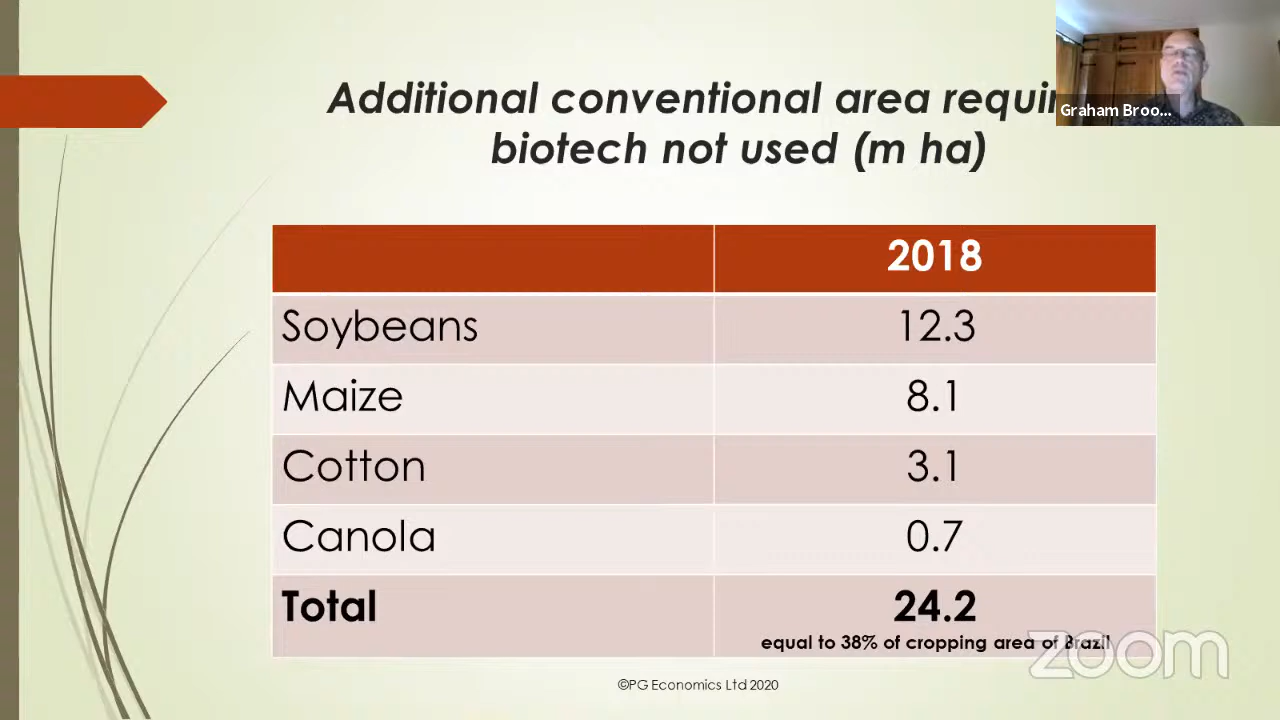 Additional conventional area
biotech not used (m ha)
Graham Broo...
2018
Soybeans 12.3
Maize 8.1
Cotton 3.1
Canola 0.7
Total 24.2
equal to 38% of cropping area of Brazil
zoom
©PG Economics Ltd 2020